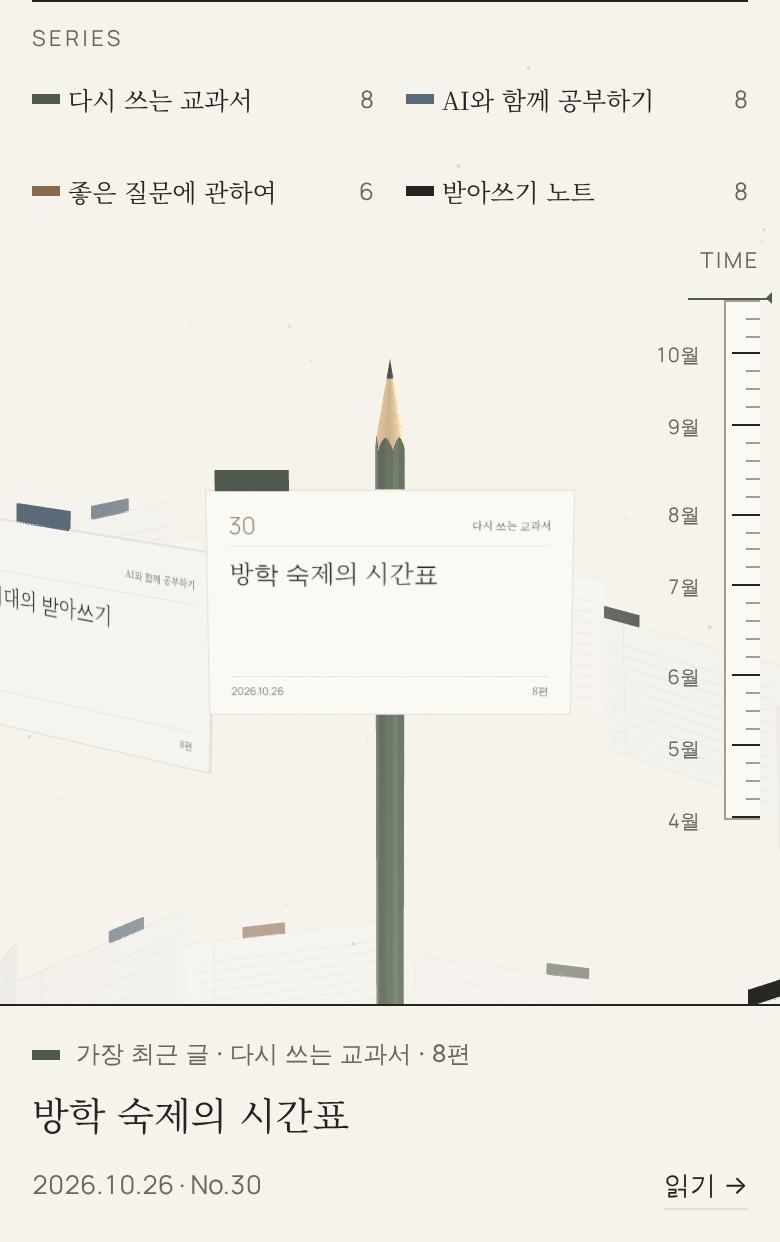 SERIES
다시 쓰는 교과서 8
AI와 함께 공부하기 8
좋은 질문에 관하여 6
받아쓰기 노트 8
TIME
10월
9월
8월
7월
6월
5월
4월
30 다시 쓰는 교과서
방학 숙제의 시간표
2026.10.26 8편
AI와 함께 공부하기
대의 받아쓰기
8편
가장 최근 글 · 다시 쓰는 교과서 · 8편
방학 숙제의 시간표
2026.10.26 · No.30
읽기 →